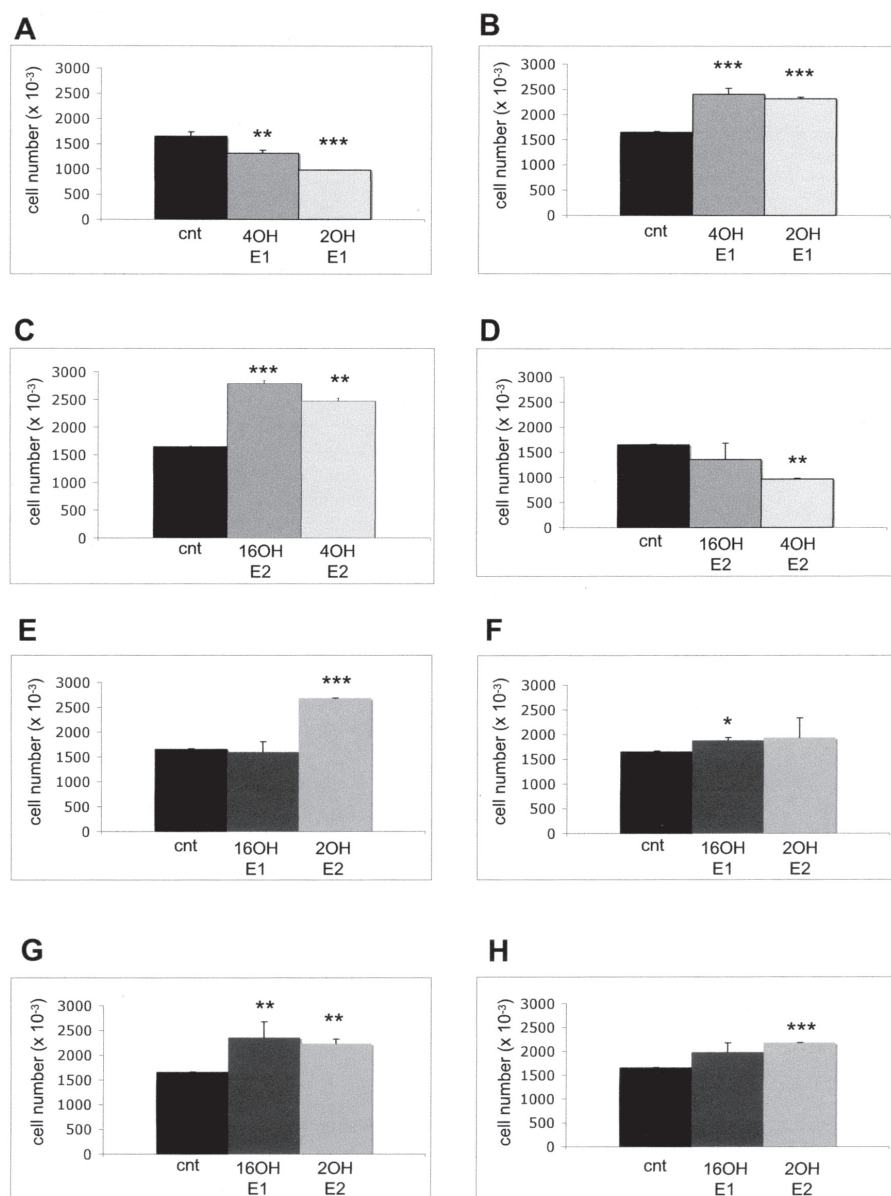 A
cell number (x 10-3)
3000
2500
2000
1500
1000
500
0
** ***
cnt 4OH 2OH
E1 E1
B
cell number (x 10-3)
3000
2500
2000
1500
1000
500
0
*** ***
cnt 4OH 2OH
E1 E1
C
cell number (x 10-3)
3000
2500
2000
1500
1000
500
0
*** **
cnt 16OH 4OH
E2 E2
D
cell number (x 10-3)
3000
2500
2000
1500
1000
500
0
**
cnt 16OH 4OH
E2 E2
E
cell number (x 10-3)
3000
2500
2000
1500
1000
500
0
***
cnt 16OH 2OH
E1 E2
F
cell number (x 10-3)
3000
2500
2000
1500
1000
500
0
*
cnt 16OH 2OH
E1 E2
G
cell number (x 10-3)
3000
2500
2000
1500
1000
500
0
** **
cnt 16OH 2OH
E1 E2
H
cell number (x 10-3)
3000
2500
2000
1500
1000
500
0
***
cnt 16OH 2OH
E1 E2